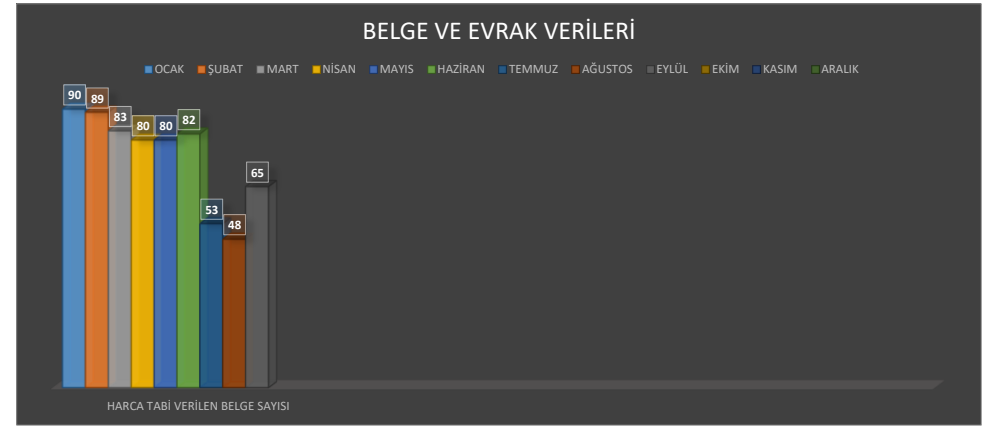 BELGE VE EVRAK VERİLERİ
OCAK ŞUBAT MART NİSAN MAYIS HAZİRAN TEMMUZ AĞUSTOS EYLÜL EKİM KASIM ARALIK
90 89 83 80 80 82 53 48 65
HARCA TABİ VERİLEN BELGE SAYISI